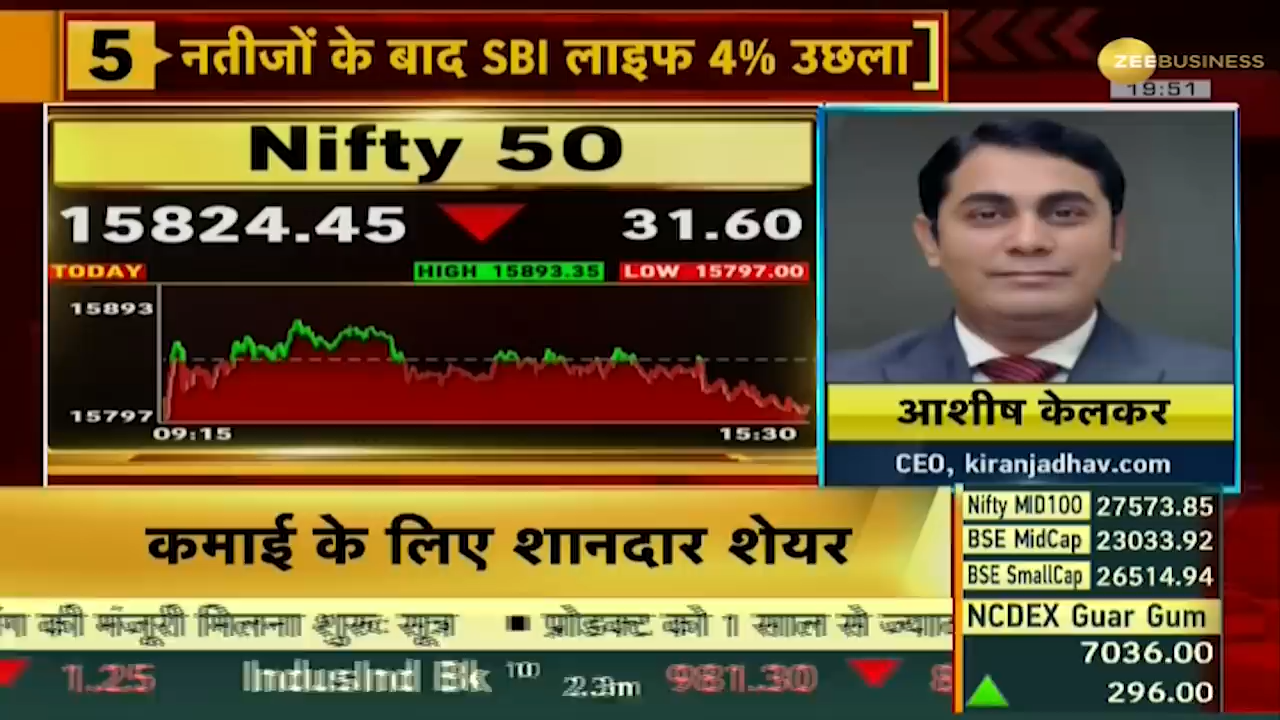 5 नतीजों के बाद SBI लाइफ 4% उछला
ZEEBUSINESS
19:51
Nifty 50
15824.45 31.60
TODAY HIGH 15893.35 LOW 15797.00
15893
15797
09:15 15:30
आशीष केलकर
CEO, kiranjadhav.com
कमाई के लिए शानदार शेयर
Nifty MID100 27573.85
BSE MidCap 23033.92
BSE SmallCap 26514.94
NCDEX Guar Gum
7036.00
296.00
की मंजूरी मिलना शुरू: सूत्र ■ प्रोडक्ट को 1 साल से
1.25 IndusInd Bk 981.30 8